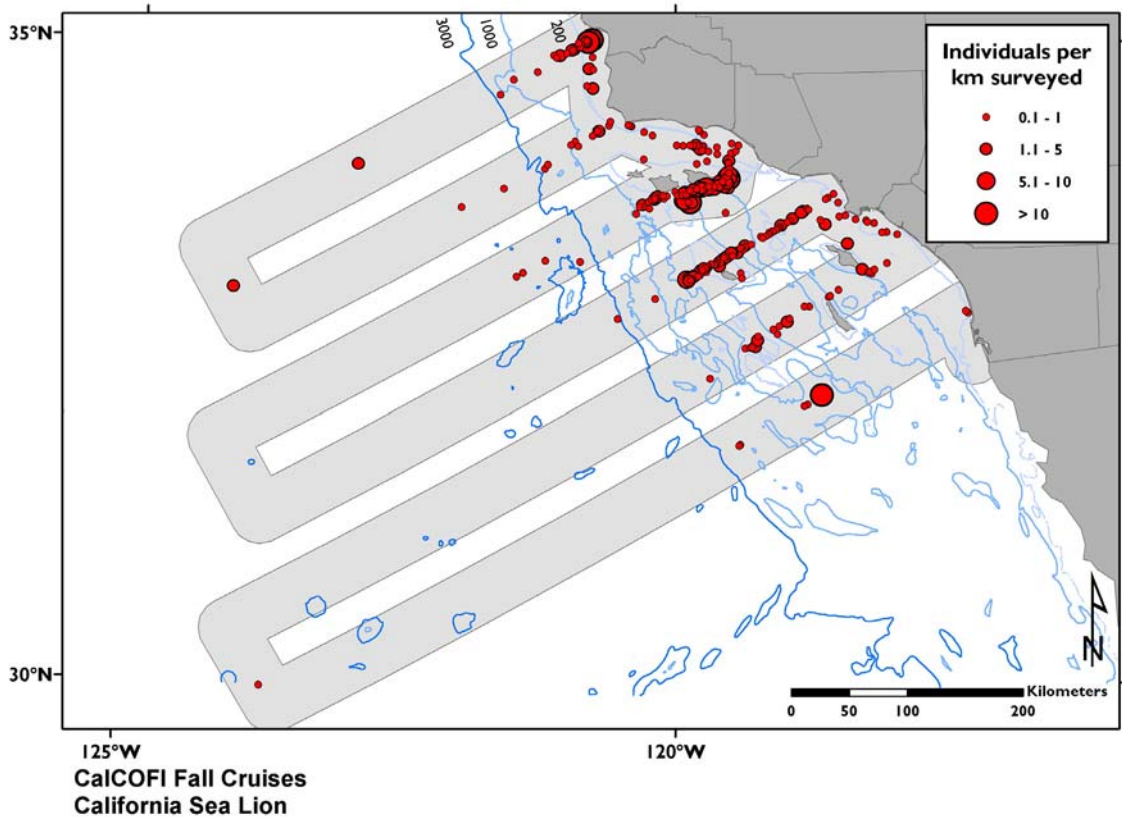 35°N
3000
1000
200
Individuals per
km surveyed
0.1 - 1
1.1 - 5
5.1 - 10
> 10
30°N
N
Kilometers
0 50 100 200
125°W
120°W
CalCOFI Fall Cruises
California Sea Lion